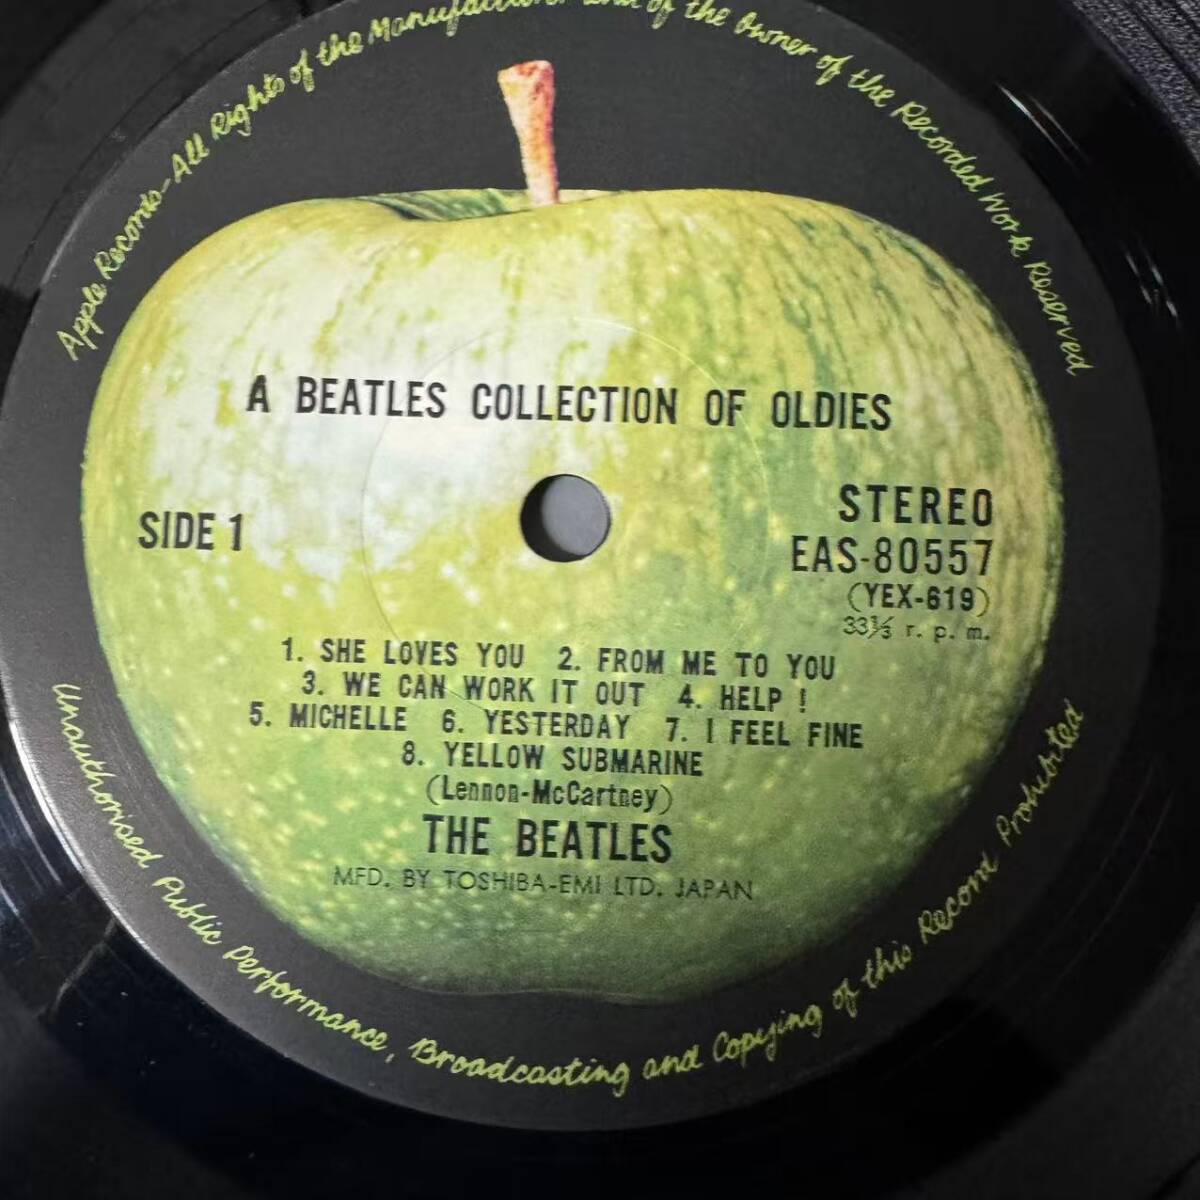 Apple Records-All Rights of the Manufacturer and of the Owner of the Recorded Work Reserved
A BEATLES COLLECTION OF OLDIES
SIDE 1
STEREO
EAS-80557
(YEX-619)
33⅓ r. p. m.
1. SHE LOVES YOU 2. FROM ME TO YOU
3. WE CAN WORK IT OUT 4. HELP !
5. MICHELLE 6. YESTERDAY 7. I FEEL FINE
8. YELLOW SUBMARINE
(Lennon-McCartney)
THE BEATLES
MFD. BY TOSHIBA-EMI LTD. JAPAN
Unauthorised Public Performance, Broadcasting and Copying of this Record Prohibited